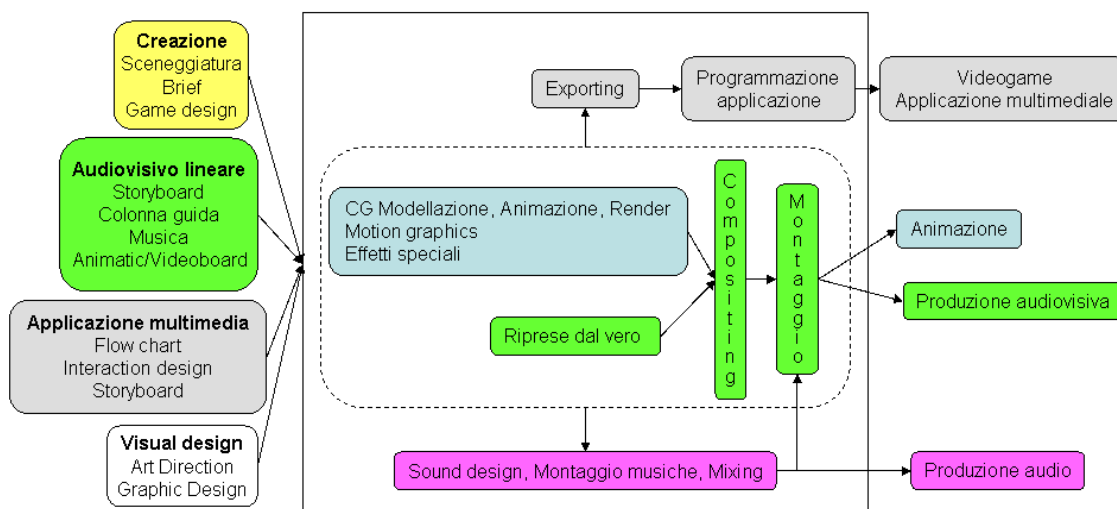 Creazione
Sceneggiatura
Brief
Game design
Audiovisivo lineare
Storyboard
Colonna guida
Musica
Animatic/Videoboard
Applicazione multimedia
Flow chart
Interaction design
Storyboard
Visual design
Art Direction
Graphic Design
Exporting
Programmazione
applicazione
Videogame
Applicazione multimediale
CG Modellazione, Animazione, Render
Motion graphics
Effetti speciali
Riprese dal vero
Compositing
Montaggio
Animazione
Produzione audiovisiva
Sound design, Montaggio musiche, Mixing
Produzione audio